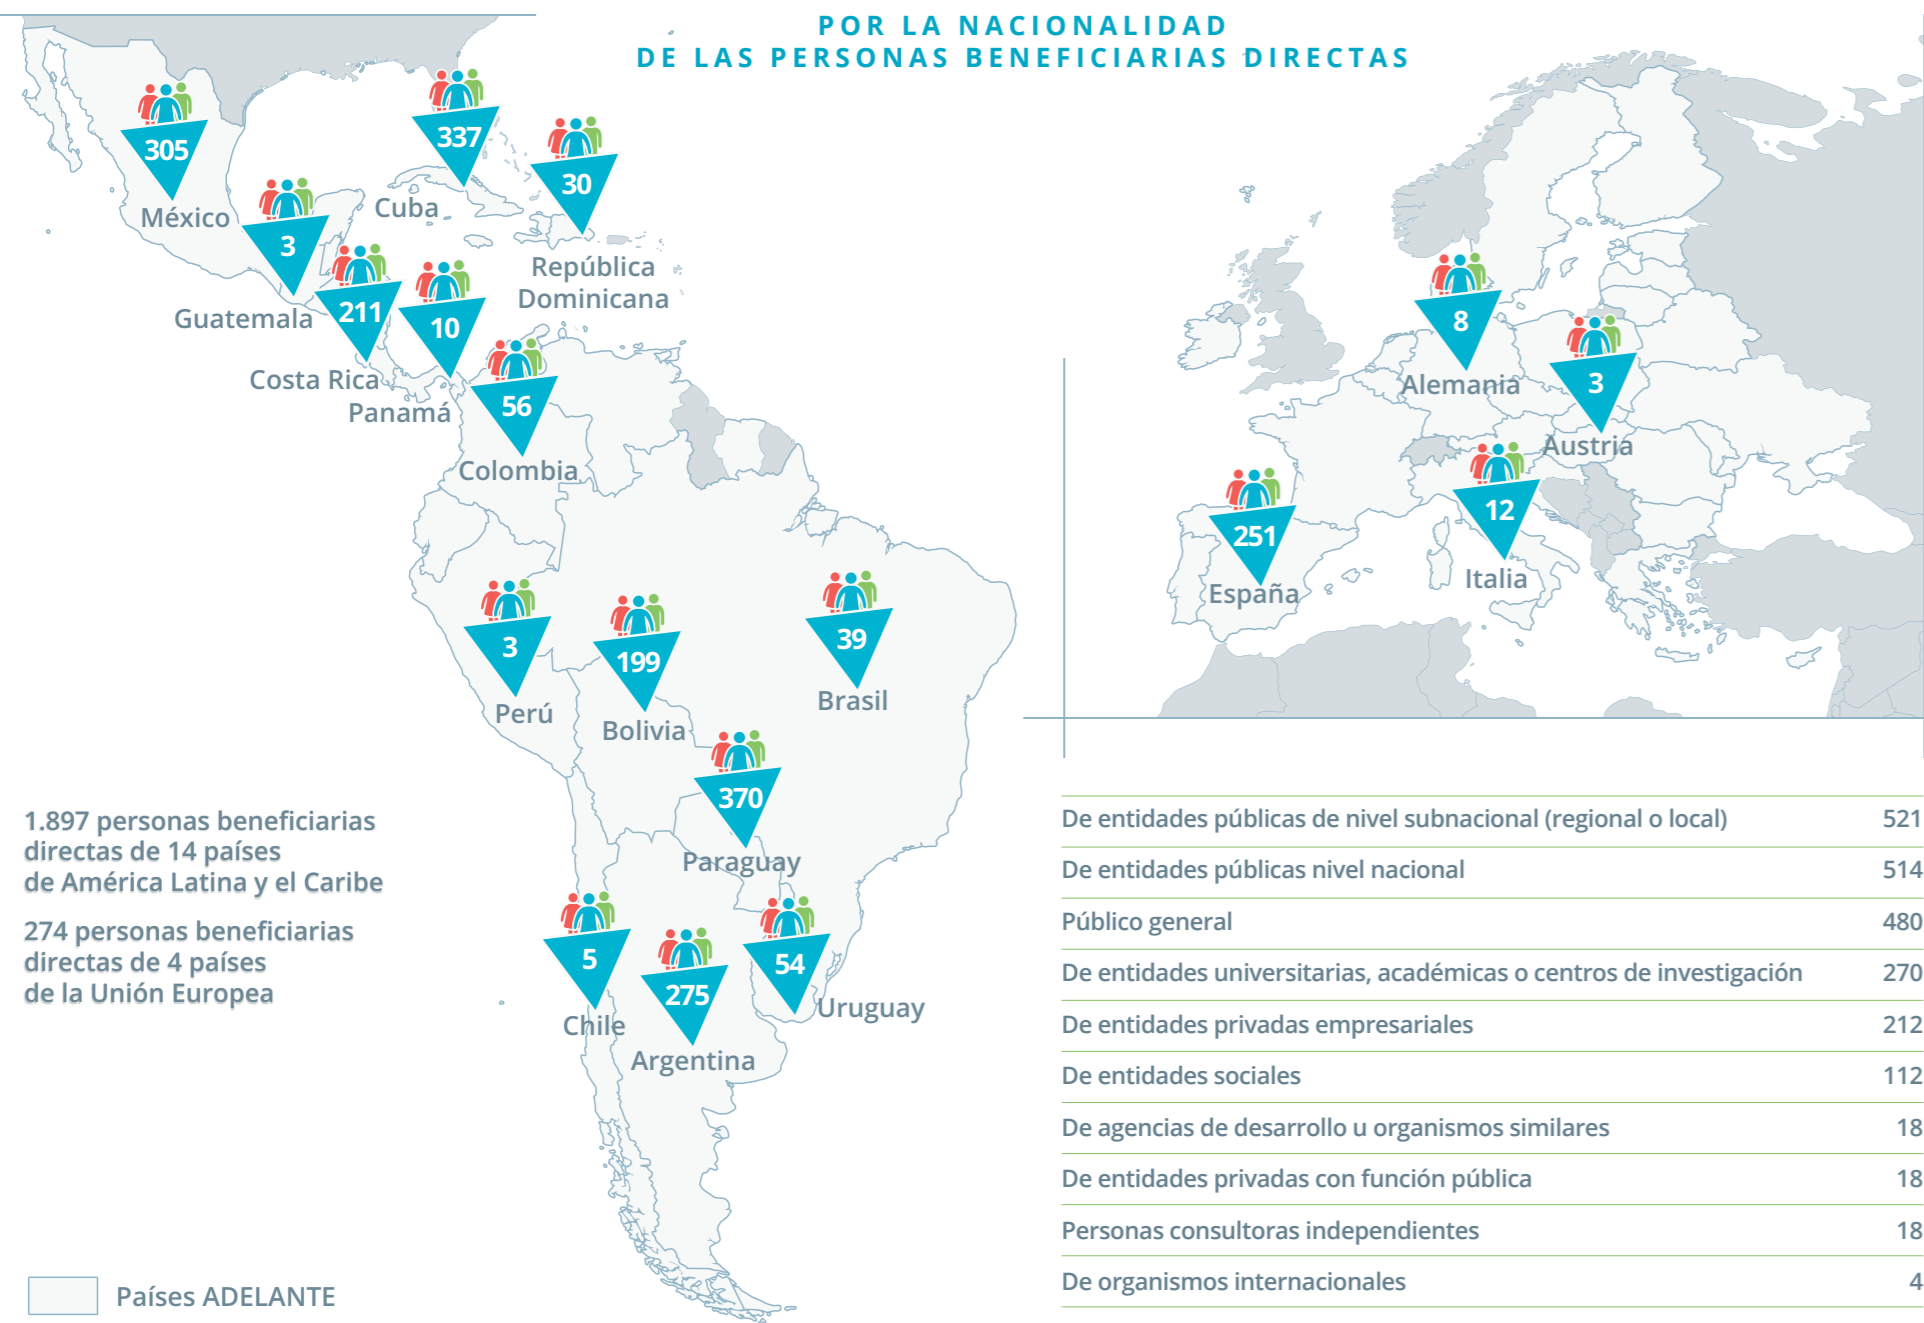 POR LA NACIONALIDAD
DE LAS PERSONAS BENEFICIARIAS DIRECTAS
305
México
337
Cuba
30
República
Dominicana
3
Guatemala
211
Costa Rica
10
Panamá
56
Colombia
3
Perú
199
Bolivia
39
Brasil
370
Paraguay
5
Chile
275
Argentina
54
Uruguay
8
Alemania
3
Austria
12
Italia
251
España
1.897 personas beneficiarias
directas de 14 países
de América Latina y el Caribe
274 personas beneficiarias
directas de 4 países
de la Unión Europea
Países ADELANTE
De entidades públicas de nivel subnacional (regional o local) 521
De entidades públicas nivel nacional 514
Público general 480
De entidades universitarias, académicas o centros de investigación 270
De entidades privadas empresariales 212
De entidades sociales 112
De agencias de desarrollo u organismos similares 18
De entidades privadas con función pública 18
Personas consultoras independientes 18
De organismos internacionales 4